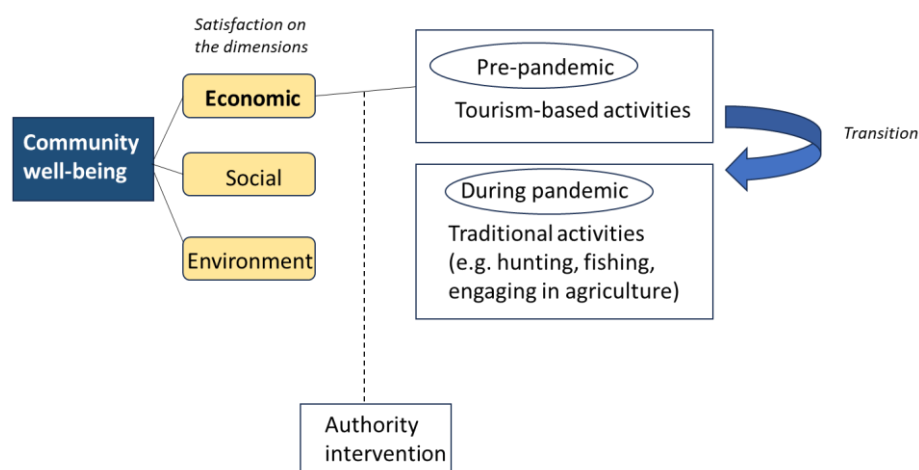 Satisfaction on
the dimensions
Community
well-being
Economic
Social
Environment
Pre-pandemic
Tourism-based activities
During pandemic
Traditional activities
(e.g. hunting, fishing,
engaging in agriculture)
Transition
Authority
intervention